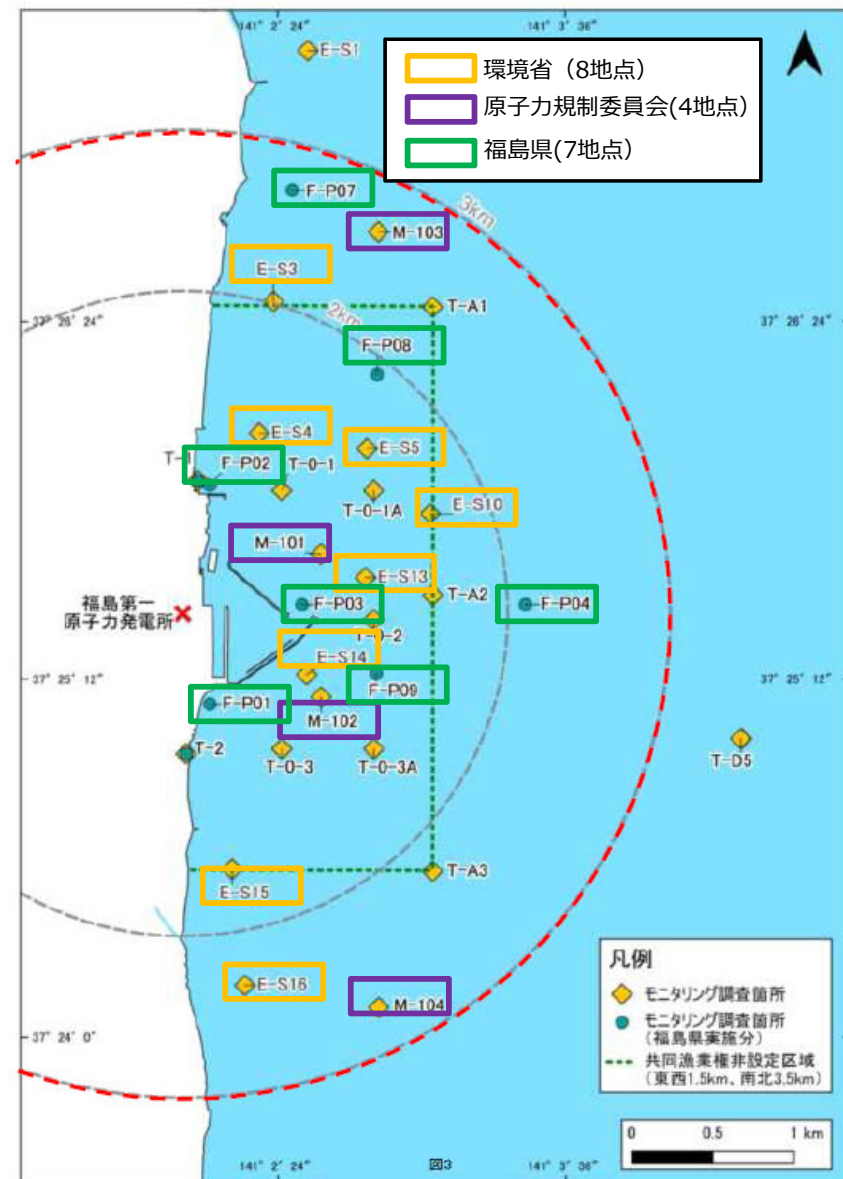 141° 2′ 24″
141° 3′ 36″
E-S1
環境省（8地点）
原子力規制委員会(4地点）
福島県(7地点）
F-P07
3km
M-103
E-S3
T-A1
2km
37° 26′ 24″
37° 26′ 24″
F-P08
E-S4
E-S5
T-1
F-P02
T-0-1
T-0-1A
E-S10
M-101
E-S13
T-A2
福島第一
原子力発電所
F-P03
F-P04
T-0-2
E-S14
37° 25′ 12″
37° 25′ 12″
F-P01
F-P09
M-102
T-2
T-0-3
T-0-3A
T-D5
T-A3
E-S15
E-S16
M-104
37° 24′ 0″
凡例
モニタリング調査箇所
モニタリング調査箇所
（福島県実施分）
共同漁業権非設定区域
（東西1.5km、南北3.5km）
0 0.5 1 km
141° 2′ 24″
図3
141° 3′ 36″